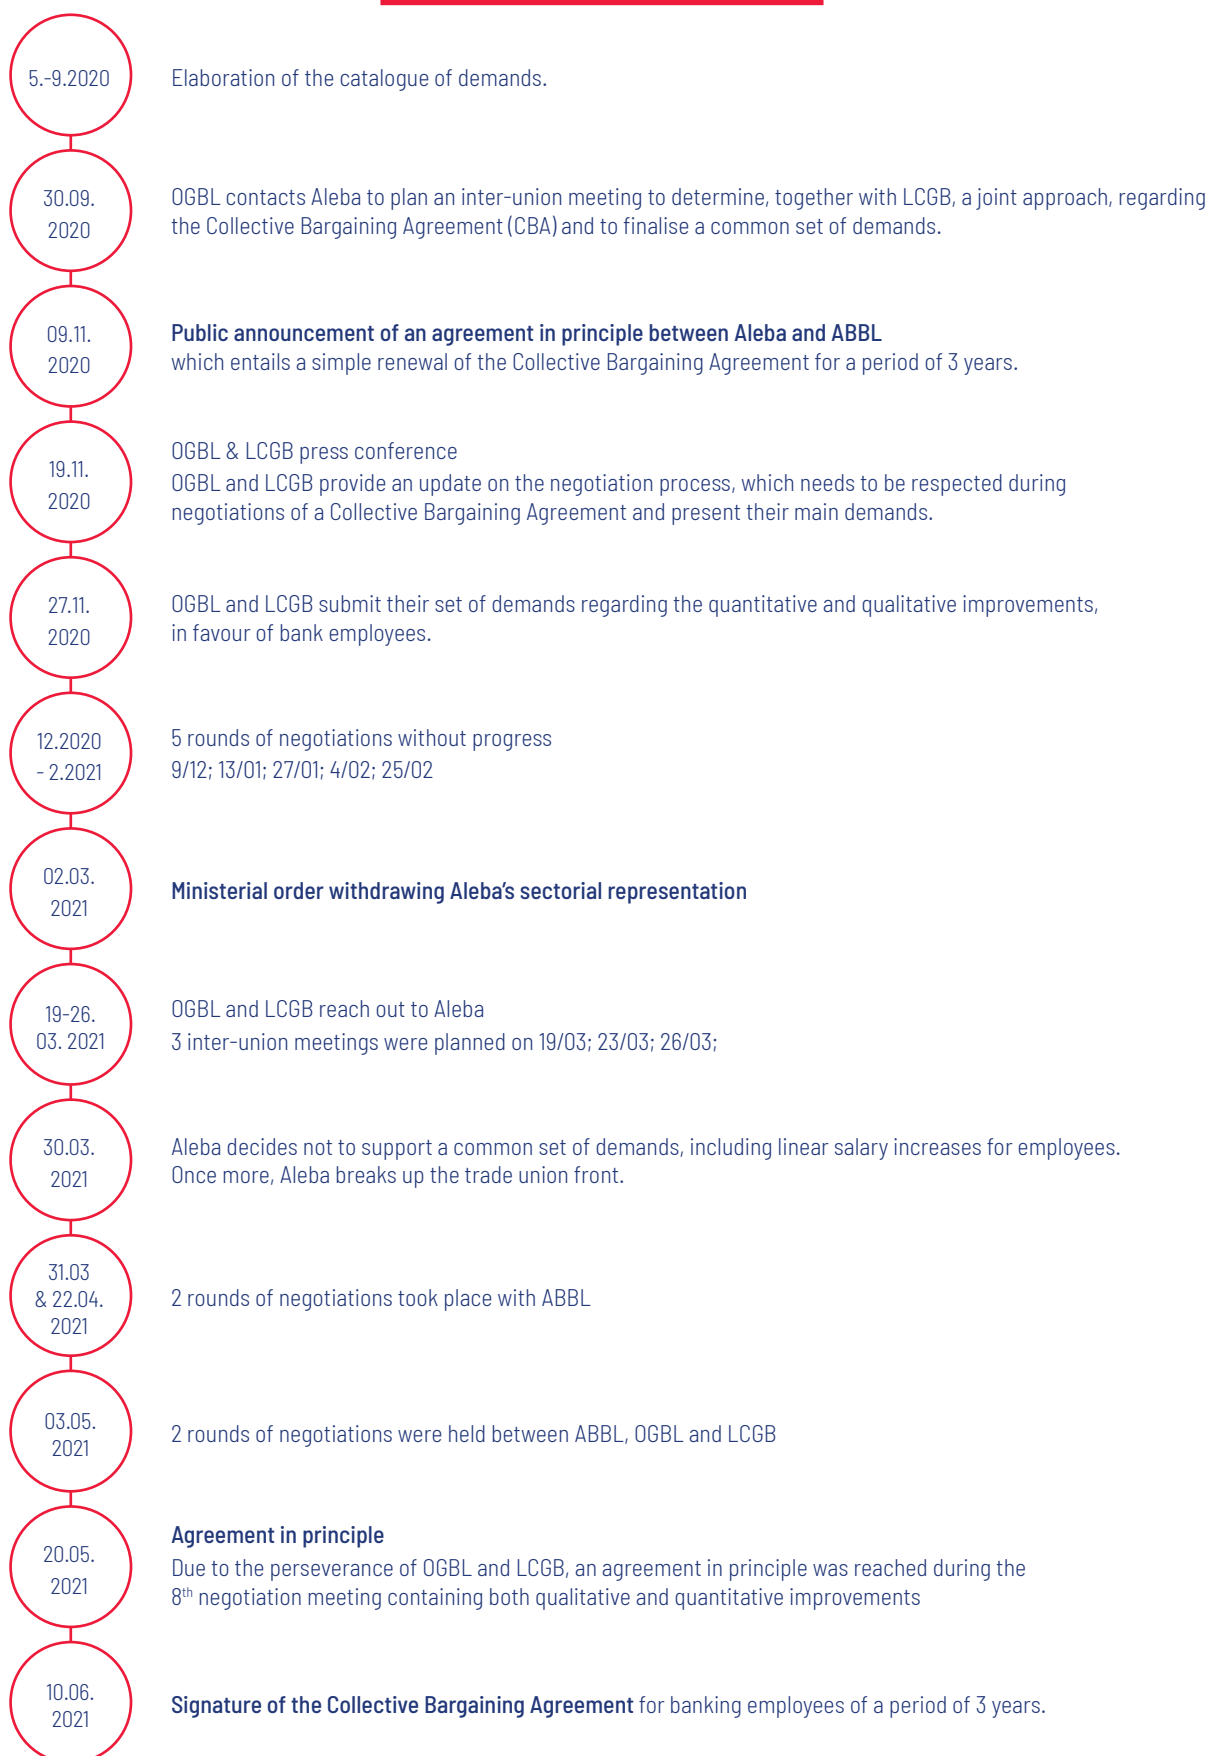 5.-9.2020
Elaboration of the catalogue of demands.
30.09.
2020
OGBL contacts Aleba to plan an inter-union meeting to determine, together with LCGB, a joint approach, regarding
the Collective Bargaining Agreement (CBA) and to finalise a common set of demands.
09.11.
2020
Public announcement of an agreement in principle between Aleba and ABBL
which entails a simple renewal of the Collective Bargaining Agreement for a period of 3 years.
19.11.
2020
OGBL & LCGB press conference
OGBL and LCGB provide an update on the negotiation process, which needs to be respected during
negotiations of a Collective Bargaining Agreement and present their main demands.
27.11.
2020
OGBL and LCGB submit their set of demands regarding the quantitative and qualitative improvements,
in favour of bank employees.
12.2020
- 2.2021
5 rounds of negotiations without progress
9/12; 13/01; 27/01; 4/02; 25/02
02.03.
2021
Ministerial order withdrawing Aleba's sectorial representation
19-26.
03. 2021
OGBL and LCGB reach out to Aleba
3 inter-union meetings were planned on 19/03; 23/03; 26/03;
30.03.
2021
Aleba decides not to support a common set of demands, including linear salary increases for employees.
Once more, Aleba breaks up the trade union front.
31.03
& 22.04.
2021
2 rounds of negotiations took place with ABBL
03.05.
2021
2 rounds of negotiations were held between ABBL, OGBL and LCGB
20.05.
2021
Agreement in principle
Due to the perseverance of OGBL and LCGB, an agreement in principle was reached during the
8th negotiation meeting containing both qualitative and quantitative improvements
10.06.
2021
Signature of the Collective Bargaining Agreement for banking employees of a period of 3 years.